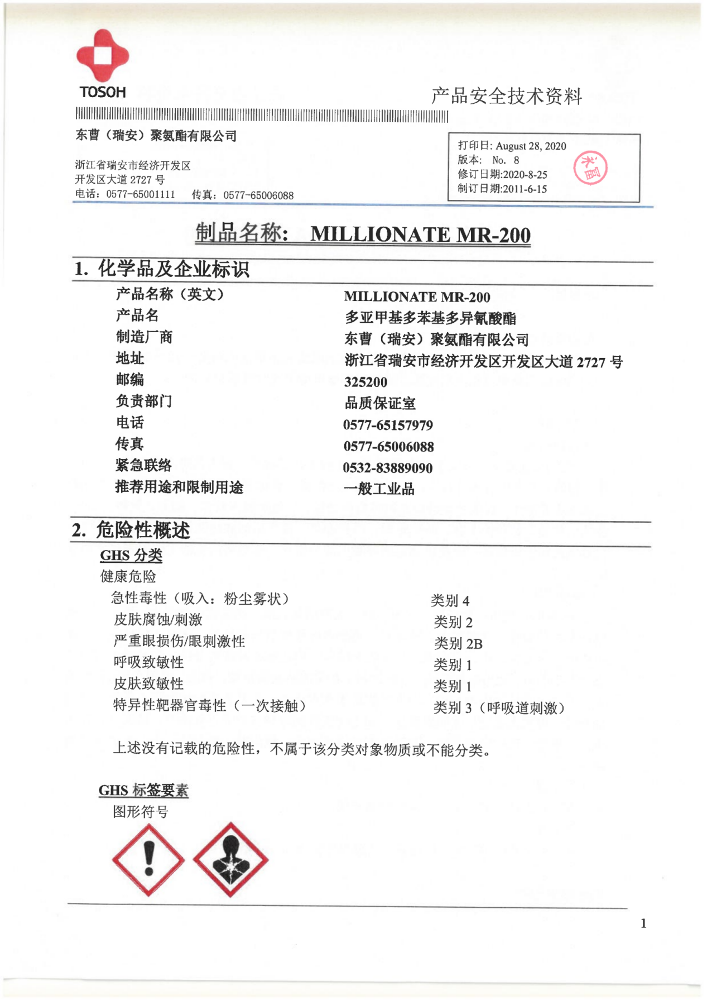 TOSOH
产品安全技术资料
东曹（瑞安）聚氨酯有限公司
浙江省瑞安市经济开发区
开发区大道 2727 号
电话：0577-65001111 传真：0577-65006088
打印日: August 28, 2020
版本: No. 8
修订日期:2020-8-25
制订日期:2011-6-15
制品名称: MILLIONATE MR-200
1. 化学品及企业标识
产品名称（英文） MILLIONATE MR-200
产品名 多亚甲基多苯基多异氰酸酯
制造厂商 东曹（瑞安）聚氨酯有限公司
地址 浙江省瑞安市经济开发区开发区大道 2727 号
邮编 325200
负责部门 品质保证室
电话 0577-65157979
传真 0577-65006088
紧急联络 0532-83889090
推荐用途和限制用途 一般工业品
2. 危险性概述
GHS 分类
健康危险
急性毒性（吸入：粉尘雾状） 类别 4
皮肤腐蚀/刺激 类别 2
严重眼损伤/眼刺激性 类别 2B
呼吸致敏性 类别 1
皮肤致敏性 类别 1
特异性靶器官毒性（一次接触） 类别 3（呼吸道刺激）
上述没有记载的危险性，不属于该分类对象物质或不能分类。
GHS 标签要素
图形符号
1